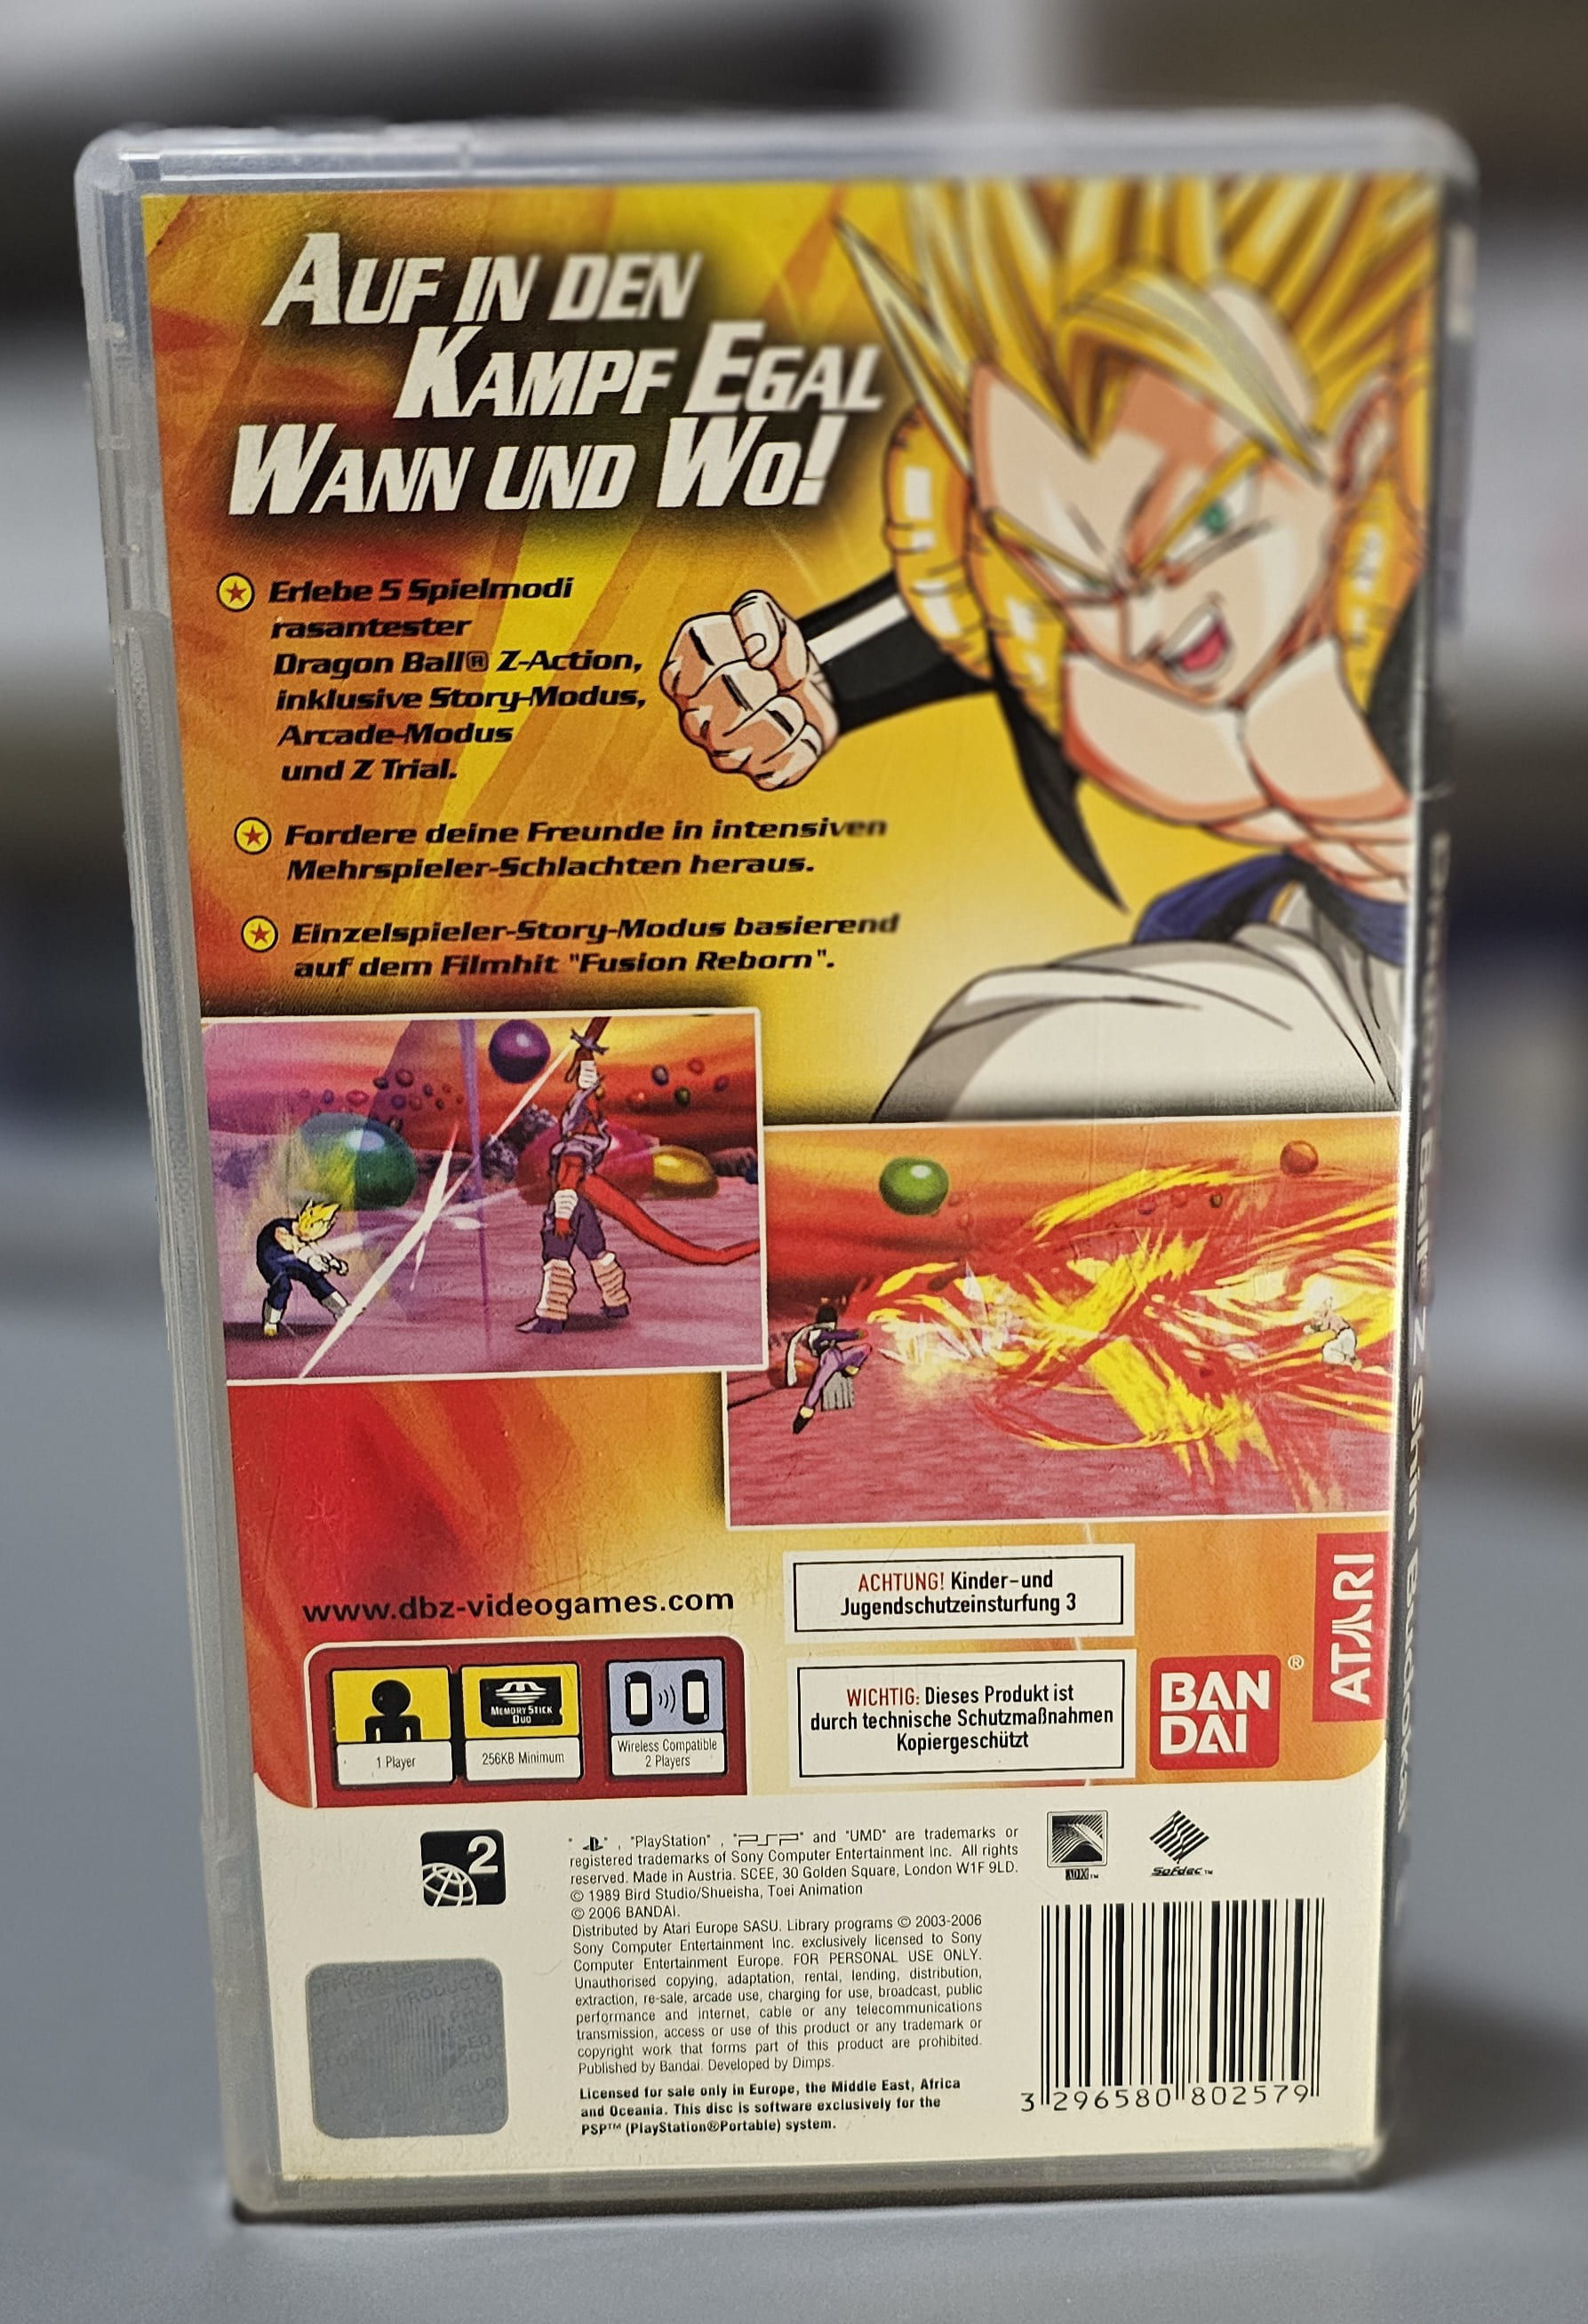 AUF IN DEN
KAMPF EGAL
WANN UND WO!
Erlebe 5 Spielmodi
rasantester
Dragon Ball® Z-Action,
inklusive Story-Modus,
Arcade-Modus
und Z Trial.
Fordere deine Freunde in intensiven
Mehrspieler-Schlachten heraus.
Einzelspieler-Story-Modus basierend
auf dem Filmhit "Fusion Reborn".
www.dbz-videogames.com
ACHTUNG! Kinder-und
Jugendschutzeinsturfung 3
WICHTIG: Dieses Produkt ist
durch technische Schutzmaßnahmen
Kopiergeschützt
BAN
DAI
®
ATARI
1 Player
MEMORY STICK
DUO
256KB Minimum
Wireless Compatible
2 Players
2
" ", "PlayStation", "PSP" and "UMD" are trademarks or
registered trademarks of Sony Computer Entertainment Inc. All rights
reserved. Made in Austria. SCEE, 30 Golden Square, London W1F 9LD.
© 1989 Bird Studio/Shueisha, Toei Animation
© 2006 BANDAI.
Distributed by Atari Europe SASU. Library programs © 2003-2006
Sony Computer Entertainment Inc. exclusively licensed to Sony
Computer Entertainment Europe. FOR PERSONAL USE ONLY.
Unauthorised copying, adaptation, rental, lending, distribution,
extraction, re-sale, arcade use, charging for use, broadcast, public
performance and internet, cable or any telecommunications
transmission, access or use of this product or any trademark or
copyright work that forms part of this product are prohibited.
Published by Bandai. Developed by Dimps.
Licensed for sale only in Europe, the Middle East, Africa
and Oceania. This disc is software exclusively for the
PSP™ (PlayStation®Portable) system.
ADX™
Sofdec™
3 296580 802579
Dragon Ball® Z Shin Budokai